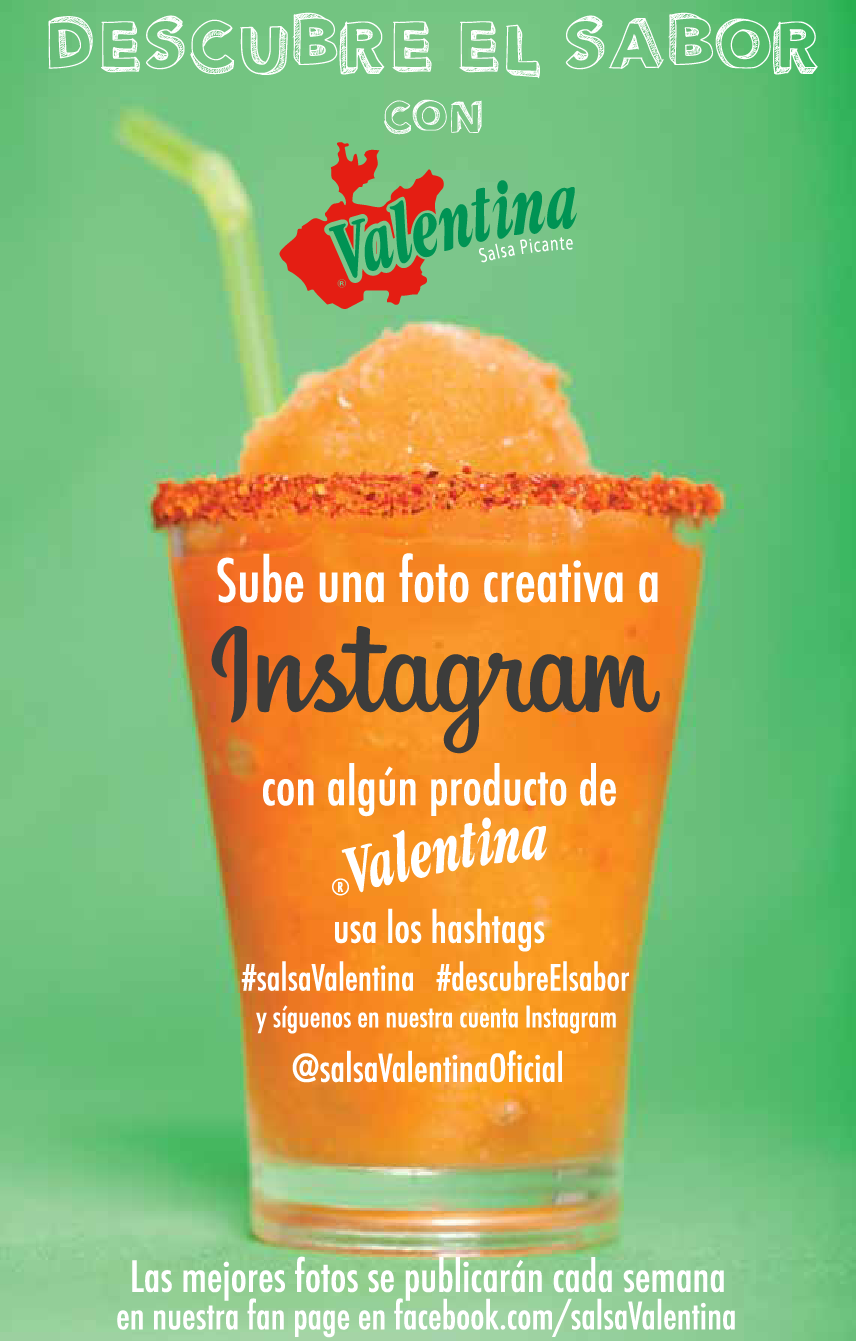 DESCUBRE EL SABOR
CON
Valentina
Salsa Picante
®
Sube una foto creativa a
Instagram
con algún producto de
®Valentina
usa los hashtags
#salsaValentina #descubreElsabor
y síguenos en nuestra cuenta Instagram
@salsaValentinaOficial
Las mejores fotos se publicarán cada semana
en nuestra fan page en facebook.com/salsaValentina